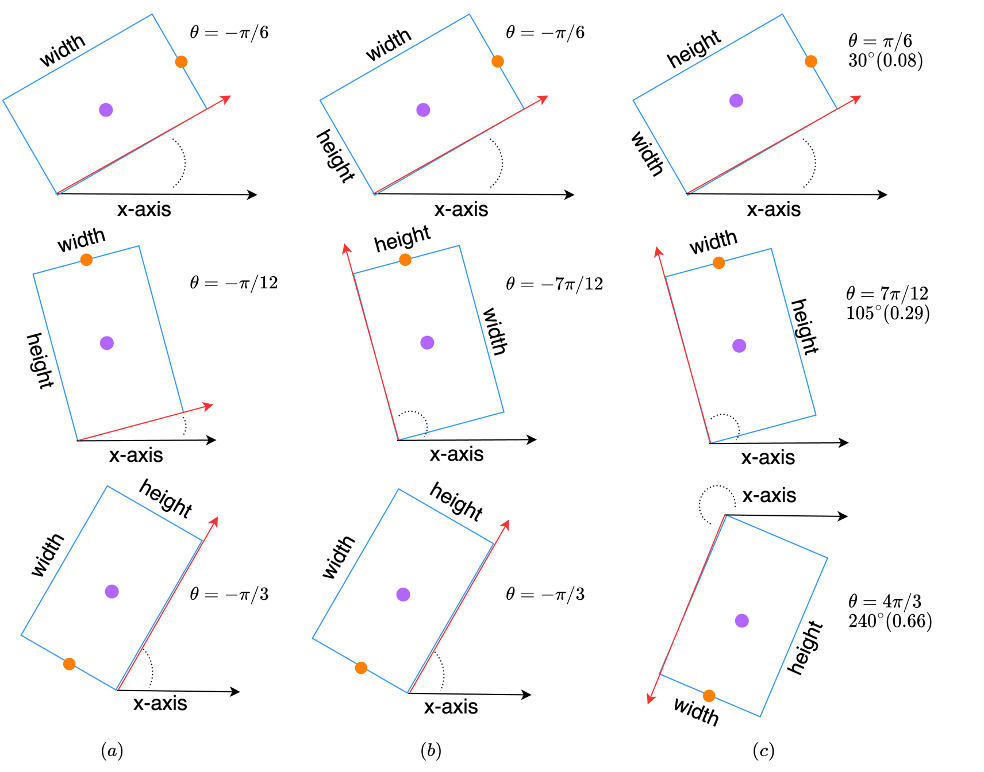 width
θ = −π/6
x-axis
width
height
θ = −π/6
x-axis
height
width
θ = π/6
30°(0.08)
x-axis
width
height
θ = −π/12
x-axis
height
width
θ = −7π/12
x-axis
width
height
θ = 7π/12
105°(0.29)
x-axis
height
width
θ = −π/3
x-axis
height
width
θ = −π/3
x-axis
x-axis
θ = 4π/3
240°(0.66)
height
width
(a)
(b)
(c)